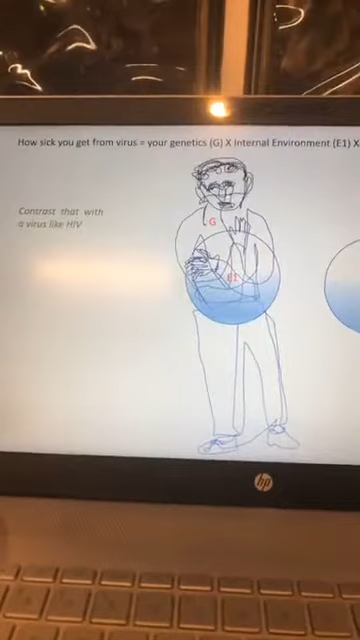 How sick you get from virus = your genetics (G) X Internal Environment (E1) X
Contrast that with
a virus like HIV
G
E1
hp